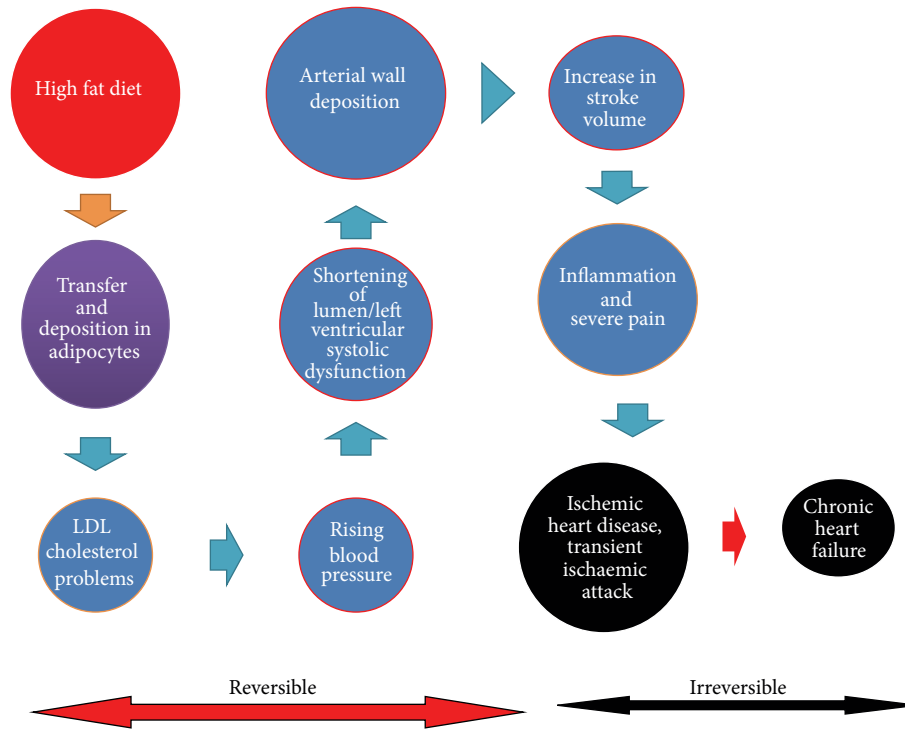 High fat diet
Transfer
and
deposition in
adipocytes
LDL
cholesterol
problems
Rising
blood
pressure
Shortening
of
lumen/left
ventricular
systolic
dysfunction
Arterial wall
deposition
Increase in
stroke
volume
Inflammation
and
severe pain
Ischemic
heart disease,
transient
ischaemic
attack
Chronic
heart
failure
Reversible
Irreversible